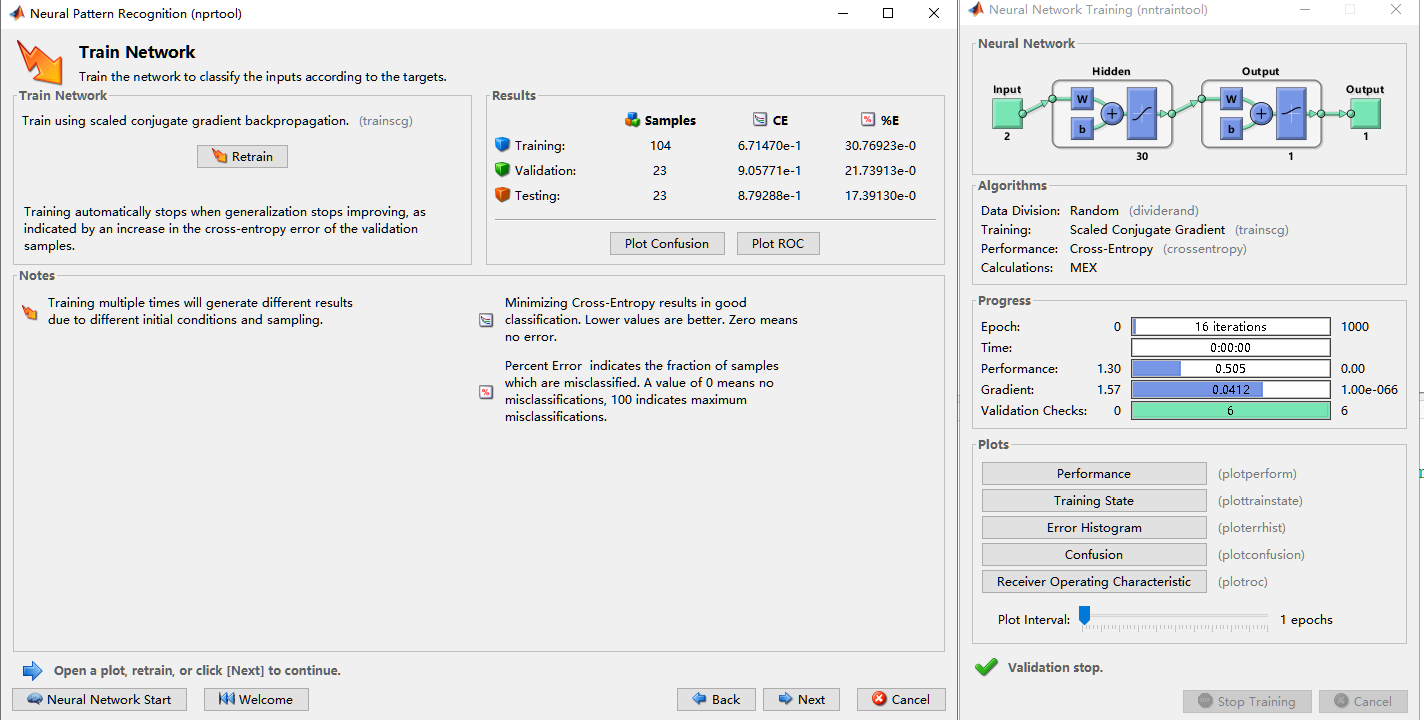 Neural Pattern Recognition (nprtool)
Train Network
Train the network to classify the inputs according to the targets.
Train Network
Train using scaled conjugate gradient backpropagation. (trainscg)
Retrain
Training automatically stops when generalization stops improving, as
indicated by an increase in the cross-entropy error of the validation
samples.
Results
Samples CE %E
Training: 104 6.71470e-1 30.76923e-0
Validation: 23 9.05771e-1 21.73913e-0
Testing: 23 8.79288e-1 17.39130e-0
Plot Confusion Plot ROC
Notes
Training multiple times will generate different results
due to different initial conditions and sampling.
Minimizing Cross-Entropy results in good
classification. Lower values are better. Zero means
no error.
Percent Error indicates the fraction of samples
which are misclassified. A value of 0 means no
misclassifications, 100 indicates maximum
misclassifications.
Open a plot, retrain, or click [Next] to continue.
Neural Network Start Welcome Back Next Cancel
Neural Network Training (nntraintool)
Neural Network
Hidden Output
Input W b + W b + Output
2 30 1 1
Algorithms
Data Division: Random (dividerand)
Training: Scaled Conjugate Gradient (trainscg)
Performance: Cross-Entropy (crossentropy)
Calculations: MEX
Progress
Epoch: 0 16 iterations 1000
Time: 0:00:00
Performance: 1.30 0.505 0.00
Gradient: 1.57 0.0412 1.00e-066
Validation Checks: 0 6 6
Plots
Performance (plotperform)
Training State (plottrainstate)
Error Histogram (ploterrhist)
Confusion (plotconfusion)
Receiver Operating Characteristic (plotroc)
Plot Interval: 1 epochs
Validation stop.
Stop Training Cancel